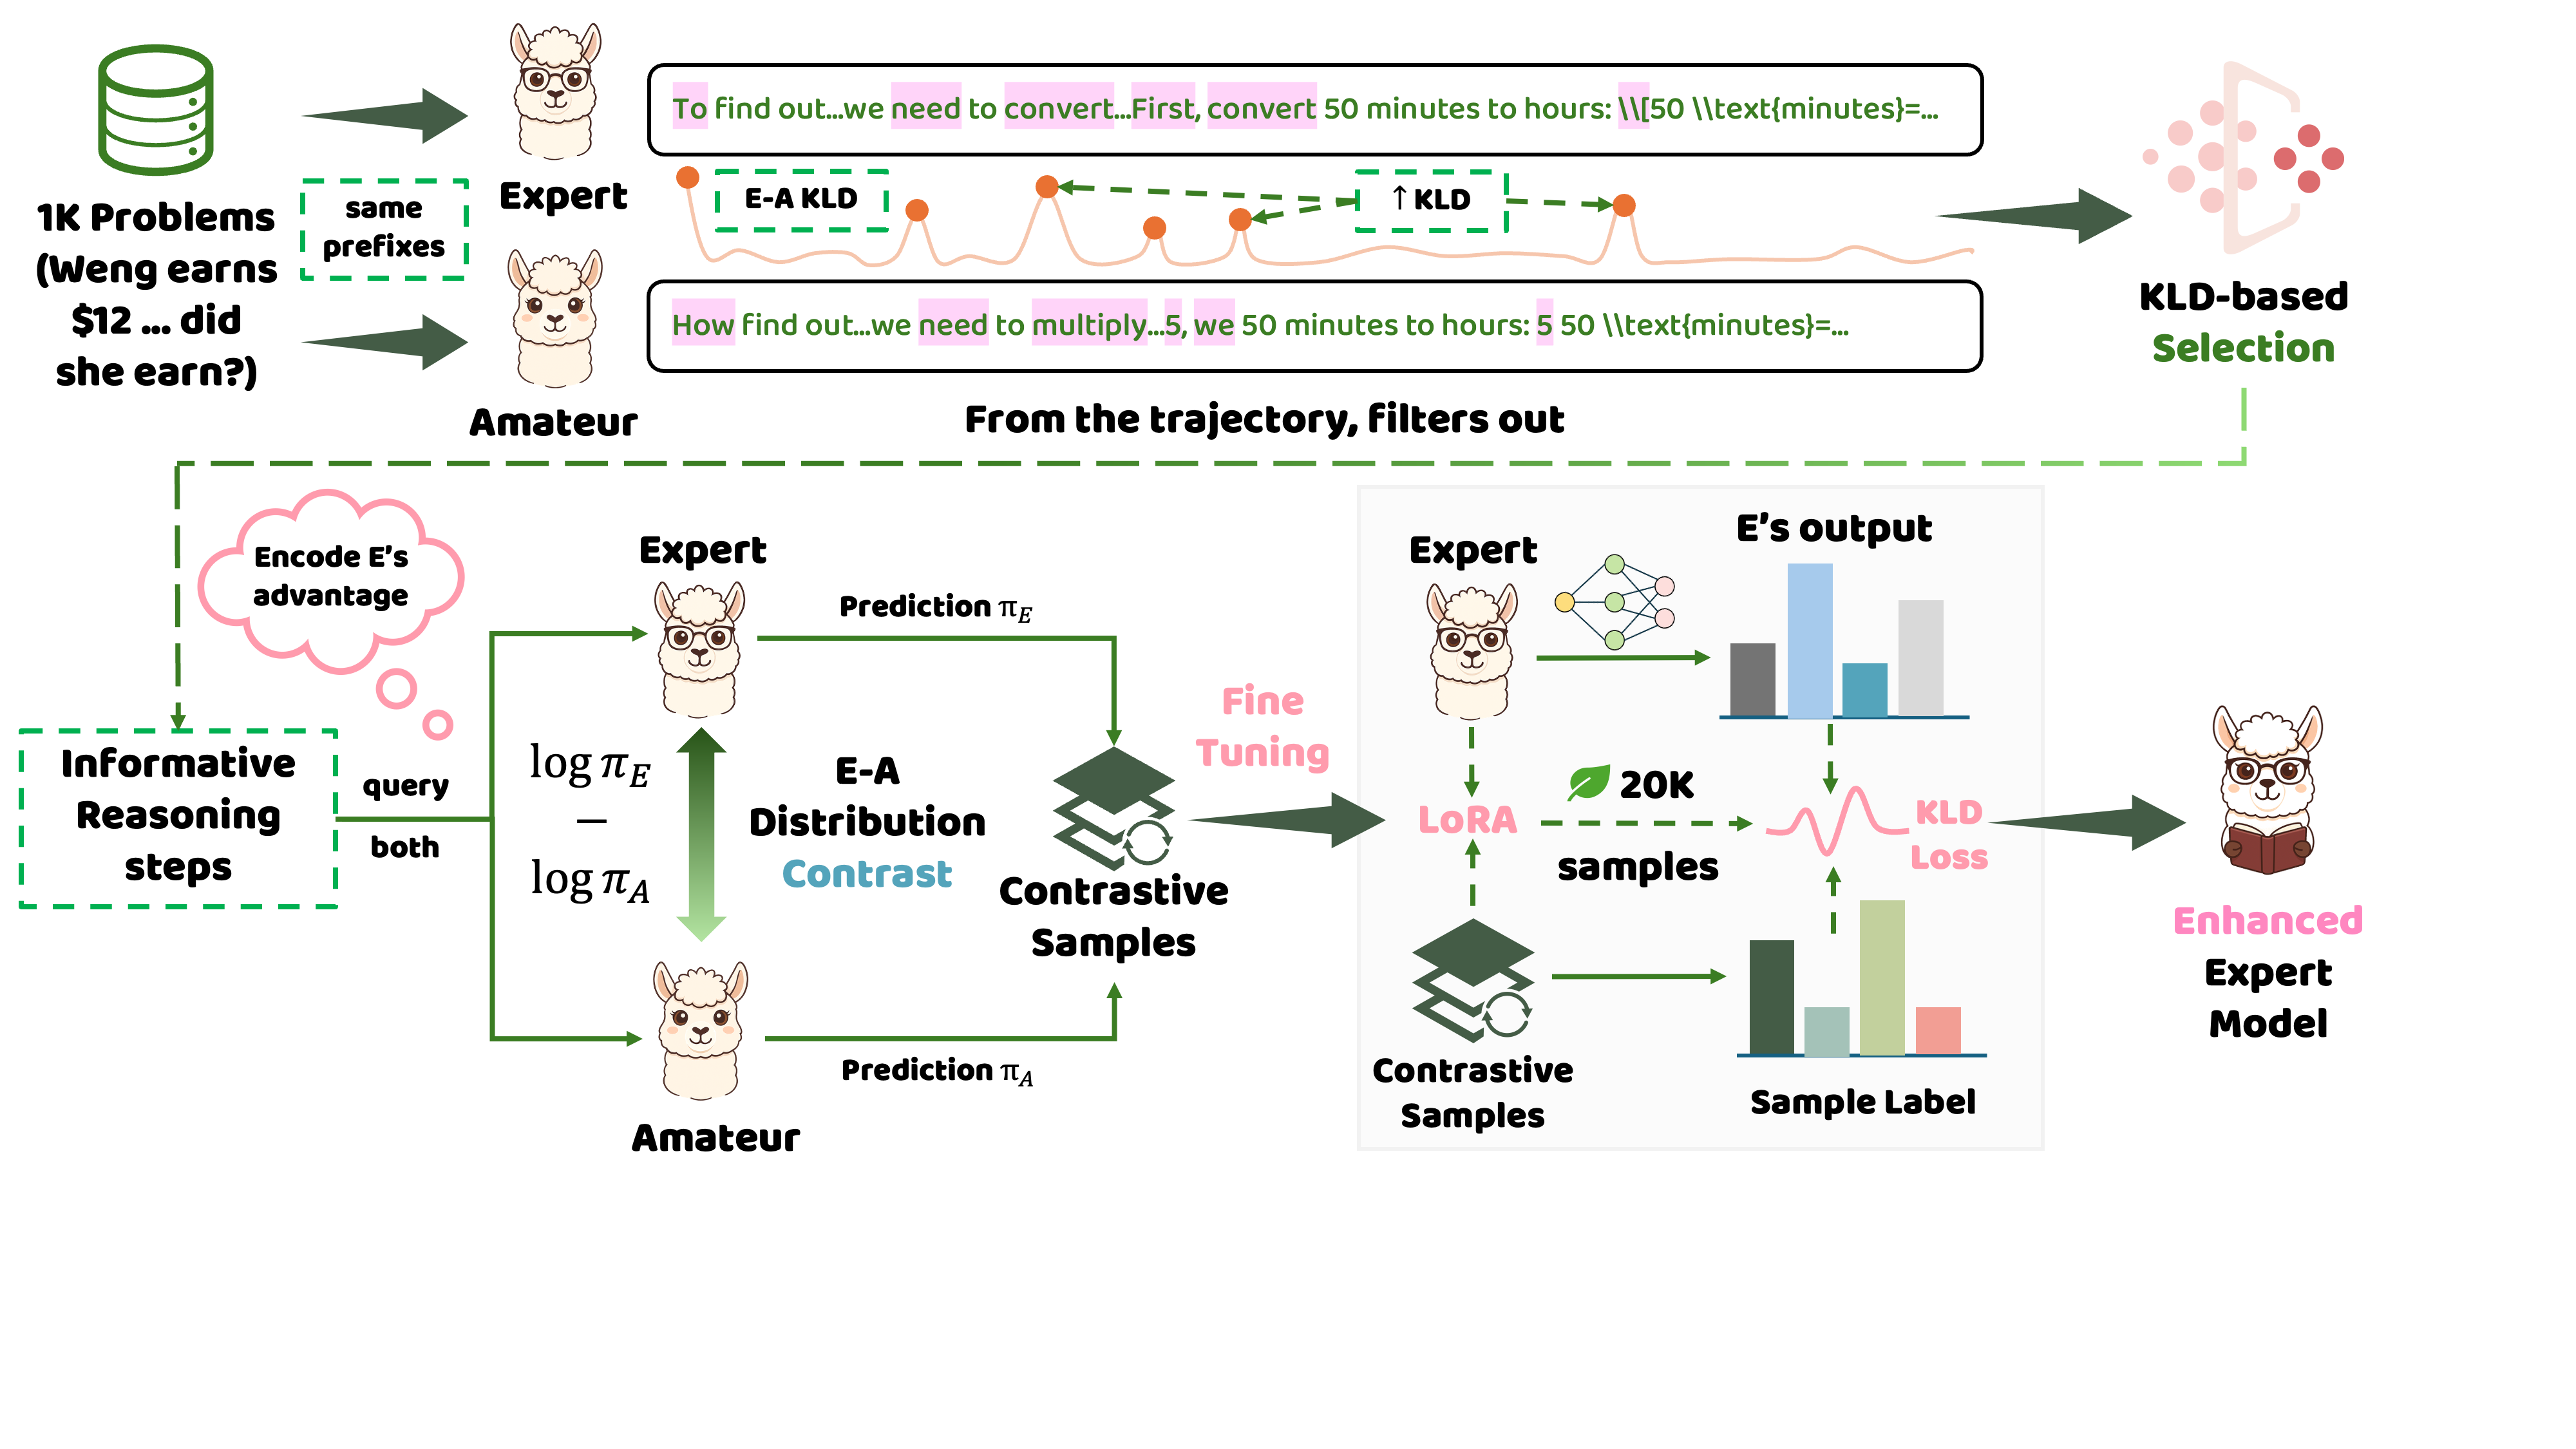 1K Problems
(Weng earns
$12 ... did
she earn?)
same
prefixes
Expert
Amateur
To find out...we need to convert...First, convert 50 minutes to hours: \\[50 \\text{minutes}=...
E-A KLD
↑KLD
How find out...we need to multiply...5, we 50 minutes to hours: 5 50 \\text{minutes}=...
From the trajectory, filters out
KLD-based
Selection
Encode E's
advantage
Informative
Reasoning
steps
query
both
Expert
log π_E
−
log π_A
Amateur
Prediction π_E
E-A
Distribution
Contrast
Prediction π_A
Contrastive
Samples
Fine
Tuning
Expert
E's output
LoRA
20K
samples
KLD
Loss
Contrastive
Samples
Sample Label
Enhanced
Expert
Model